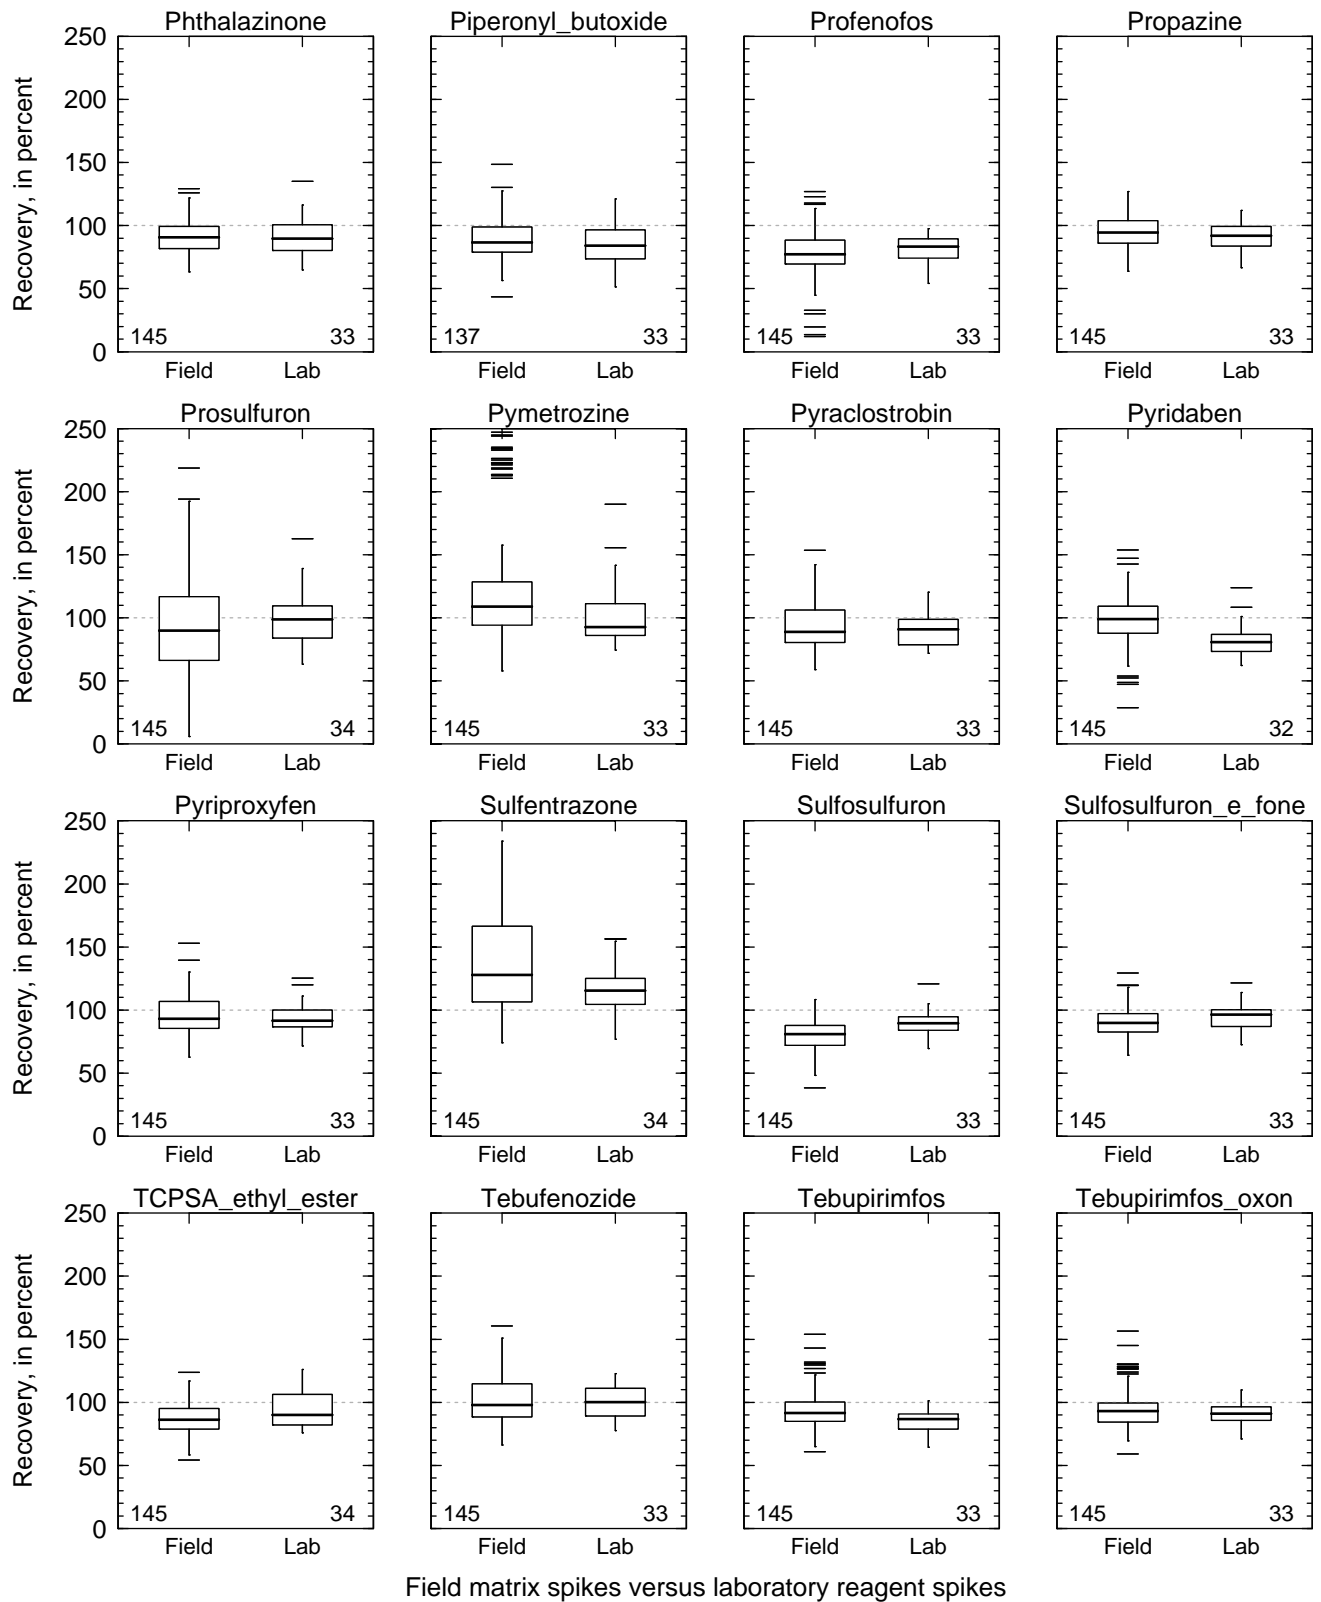 Phthalazinone Piperonyl_butoxide Profenofos Propazine
Recovery, in percent
250
200
150
100
50
0
145 33 137 33 145 33 145 33
Field Lab Field Lab Field Lab Field Lab
Prosulfuron Pymetrozine Pyraclostrobin Pyridaben
Recovery, in percent
250
200
150
100
50
0
145 34 145 33 145 33 145 32
Field Lab Field Lab Field Lab Field Lab
Pyriproxyfen Sulfentrazone Sulfosulfuron Sulfosulfuron_e_fone
Recovery, in percent
250
200
150
100
50
0
145 33 145 34 145 33 145 33
Field Lab Field Lab Field Lab Field Lab
TCPSA_ethyl_ester Tebufenozide Tebupirimfos Tebupirimfos_oxon
Recovery, in percent
250
200
150
100
50
0
145 34 145 33 145 33 145 33
Field Lab Field Lab Field Lab Field Lab
Field matrix spikes versus laboratory reagent spikes